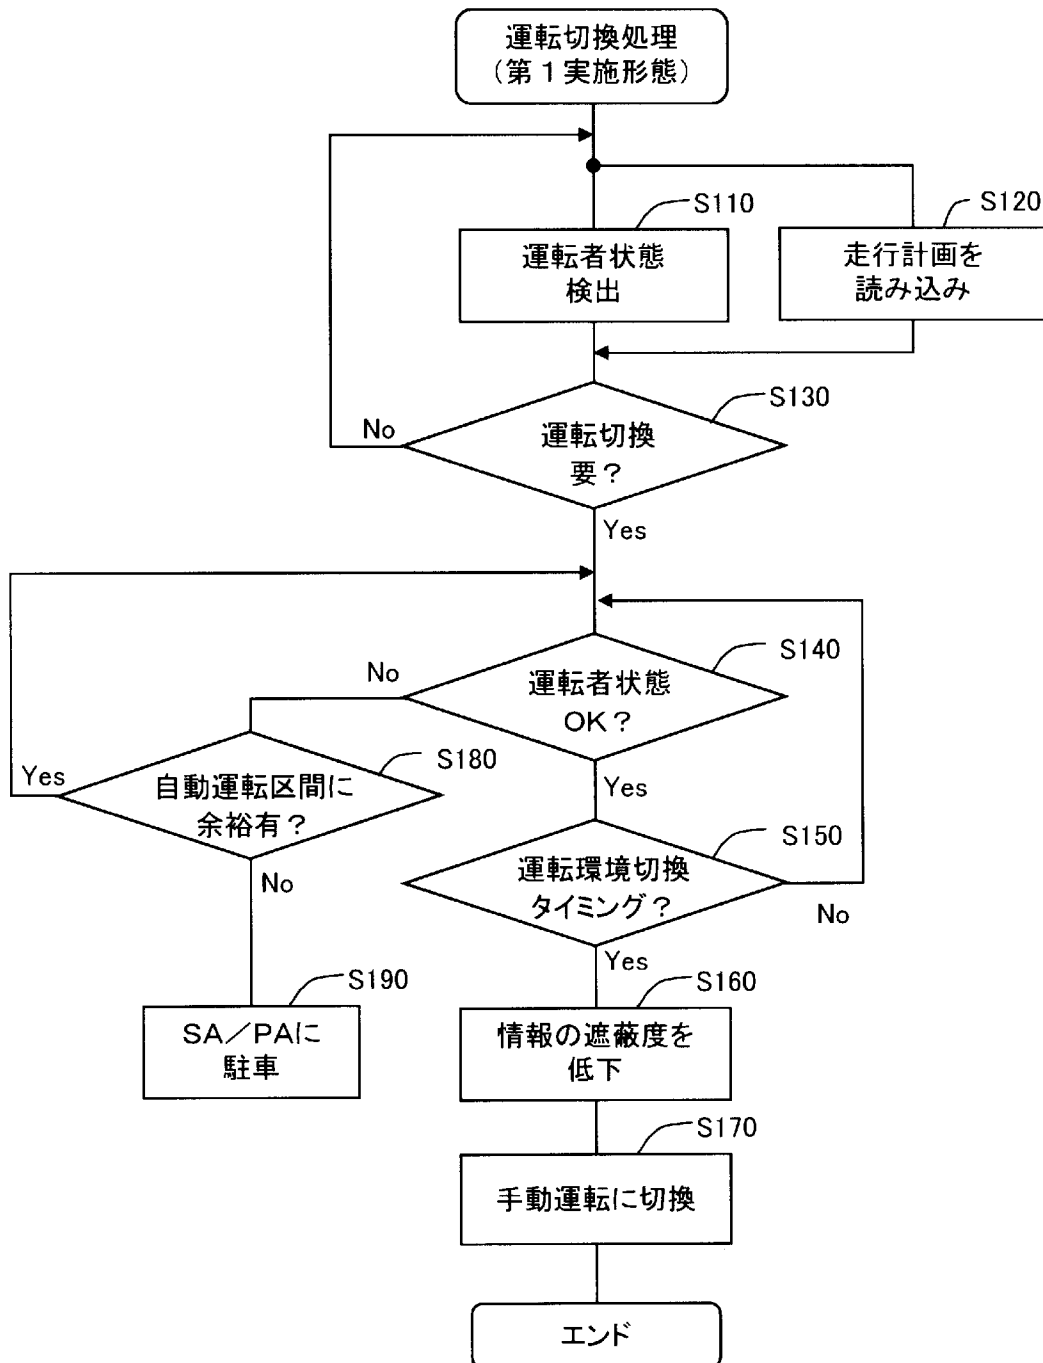 運転切換処理
(第1実施形態)
S110
S120
運転者状態
検出
走行計画を
読み込み
S130
No
運転切換
要?
Yes
S140
No
運転者状態
OK?
S180
Yes
自動運転区間に
余裕有?
Yes
S150
運転環境切換
タイミング?
No
No
Yes
S190
S160
SA/PAに
駐車
情報の遮蔽度を
低下
S170
手動運転に切換
エンド